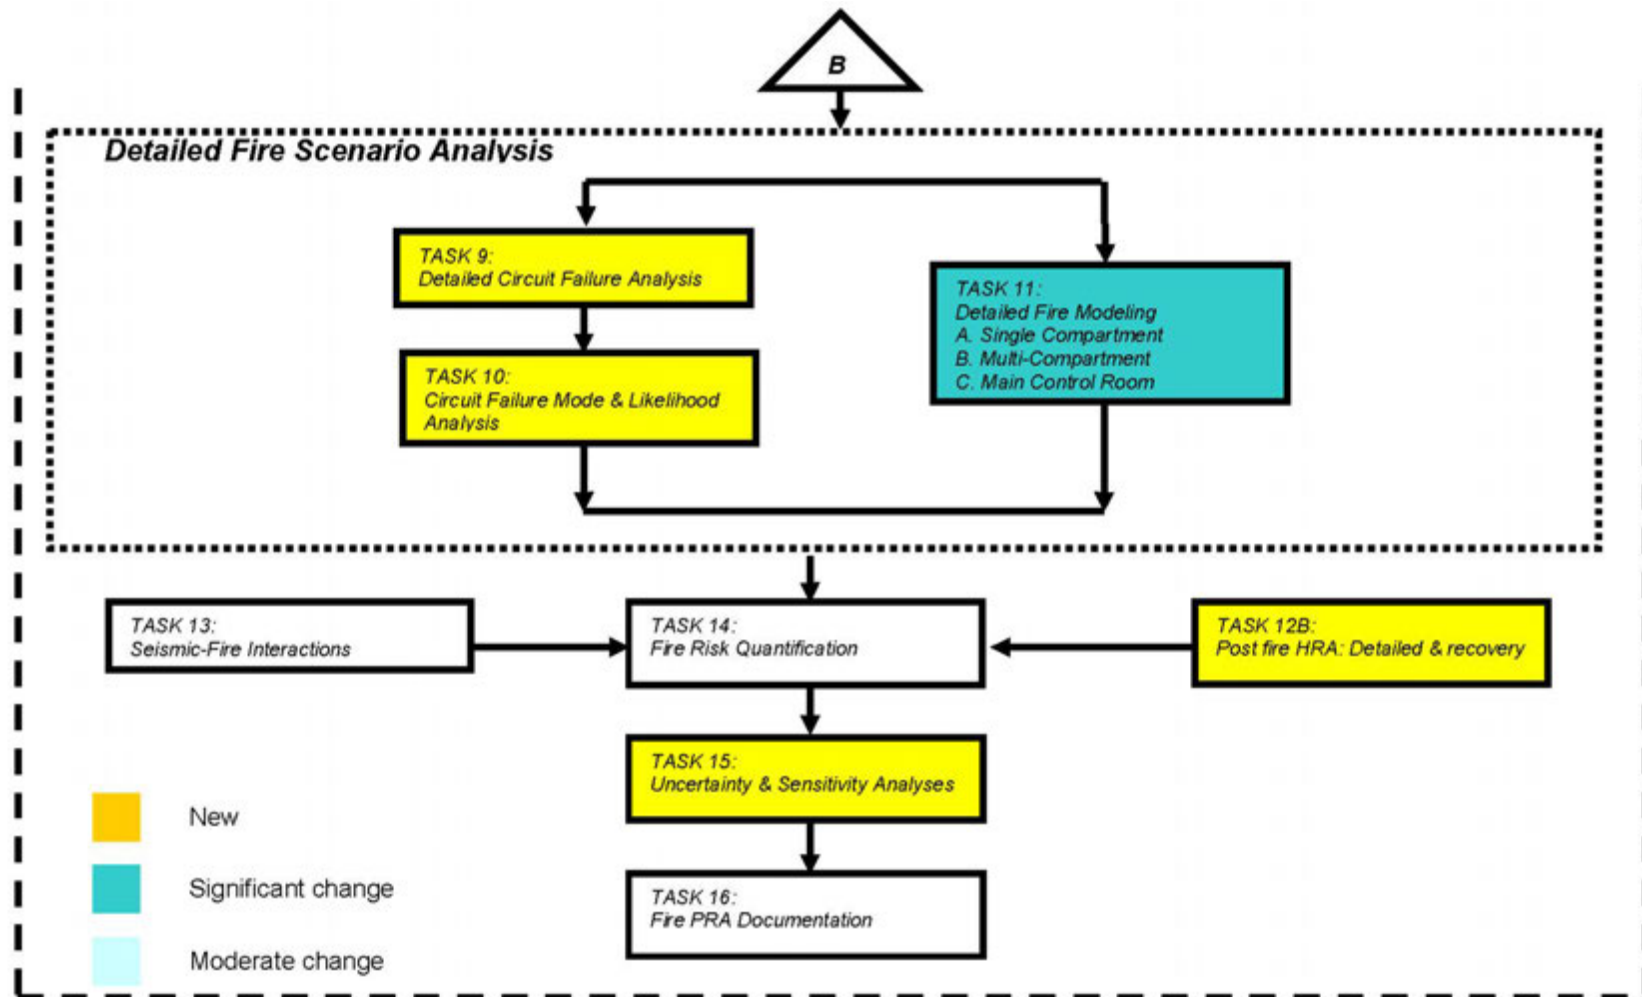 B
Detailed Fire Scenario Analysis
TASK 9:
Detailed Circuit Failure Analysis
TASK 10:
Circuit Failure Mode & Likelihood
Analysis
TASK 11:
Detailed Fire Modeling
A. Single Compartment
B. Multi-Compartment
C. Main Control Room
TASK 13:
Seismic-Fire Interactions
TASK 14:
Fire Risk Quantification
TASK 12B:
Post fire HRA: Detailed & recovery
TASK 15:
Uncertainty & Sensitivity Analyses
TASK 16:
Fire PRA Documentation
New
Significant change
Moderate change